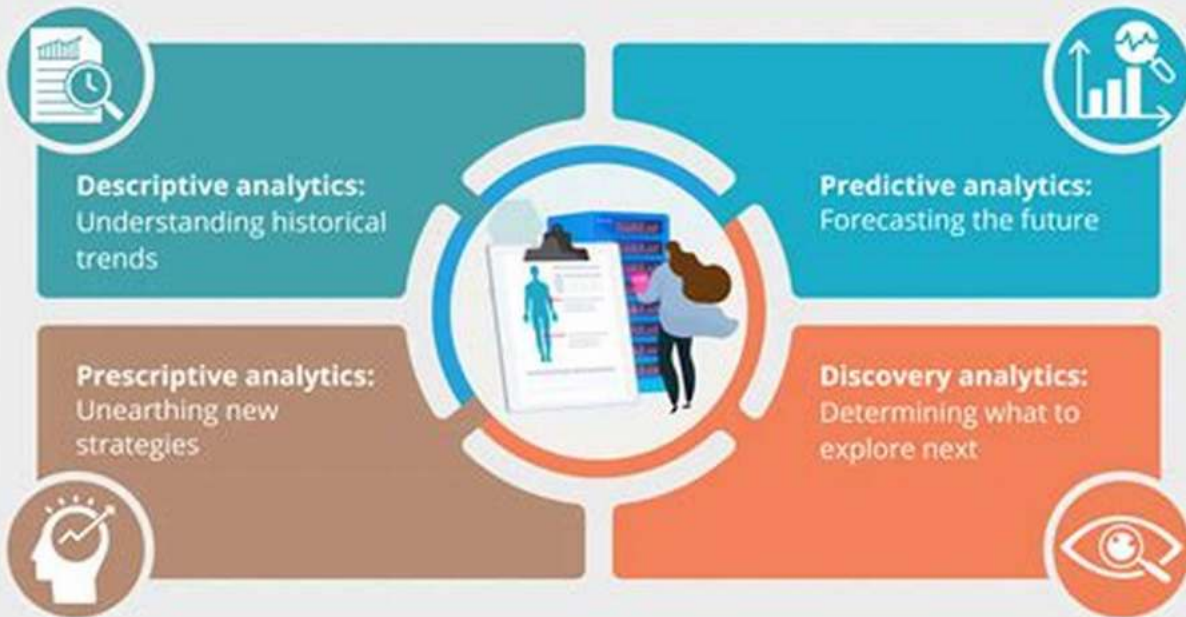 Descriptive analytics:
Understanding historical
trends
Predictive analytics:
Forecasting the future
Prescriptive analytics:
Unearthing new
strategies
Discovery analytics:
Determining what to
explore next